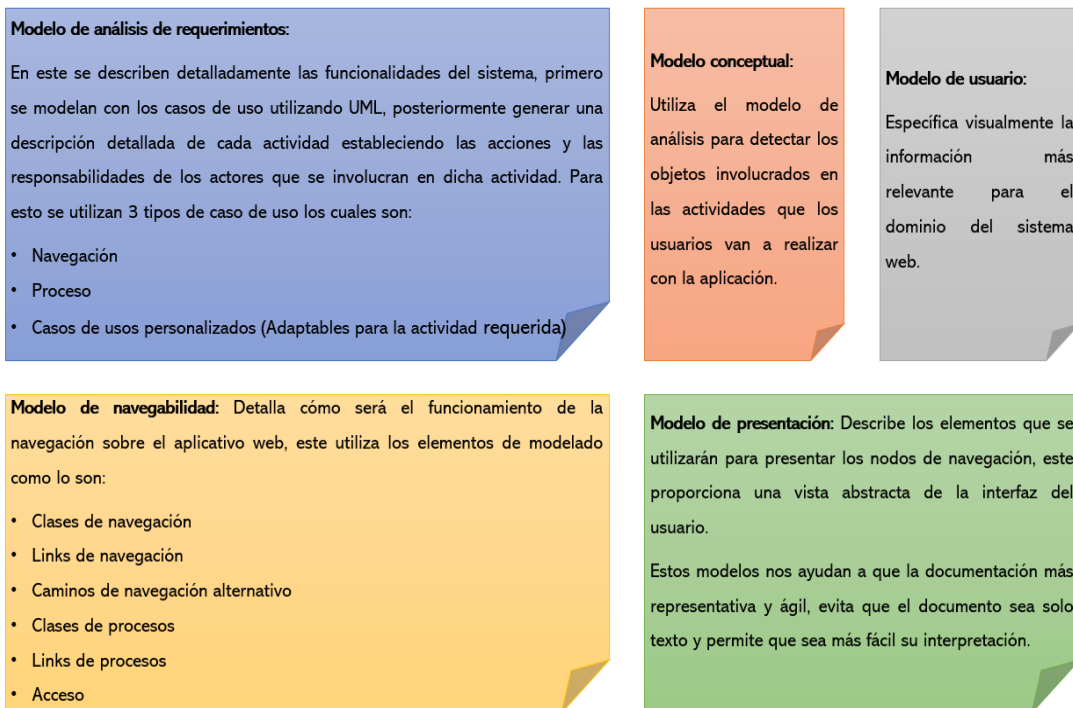 Modelo de análisis de requerimientos:
En este se describen detalladamente las funcionalidades del sistema, primero
se modelan con los casos de uso utilizando UML, posteriormente generar una
descripción detallada de cada actividad estableciendo las acciones y las
responsabilidades de los actores que se involucran en dicha actividad. Para
esto se utilizan 3 tipos de caso de uso los cuales son:
• Navegación
• Proceso
• Casos de usos personalizados (Adaptables para la actividad requerida)
Modelo conceptual:
Utiliza el modelo de
análisis para detectar los
objetos involucrados en
las actividades que los
usuarios van a realizar
con la aplicación.
Modelo de usuario:
Específica visualmente la
información más
relevante para el
dominio del sistema
web.
Modelo de navegabilidad: Detalla cómo será el funcionamiento de la
navegación sobre el aplicativo web, este utiliza los elementos de modelado
como lo son:
• Clases de navegación
• Links de navegación
• Caminos de navegación alternativo
• Clases de procesos
• Links de procesos
• Acceso
Modelo de presentación: Describe los elementos que se
utilizarán para presentar los nodos de navegación, este
proporciona una vista abstracta de la interfaz del
usuario.
Estos modelos nos ayudan a que la documentación más
representativa y ágil, evita que el documento sea solo
texto y permite que sea más fácil su interpretación.